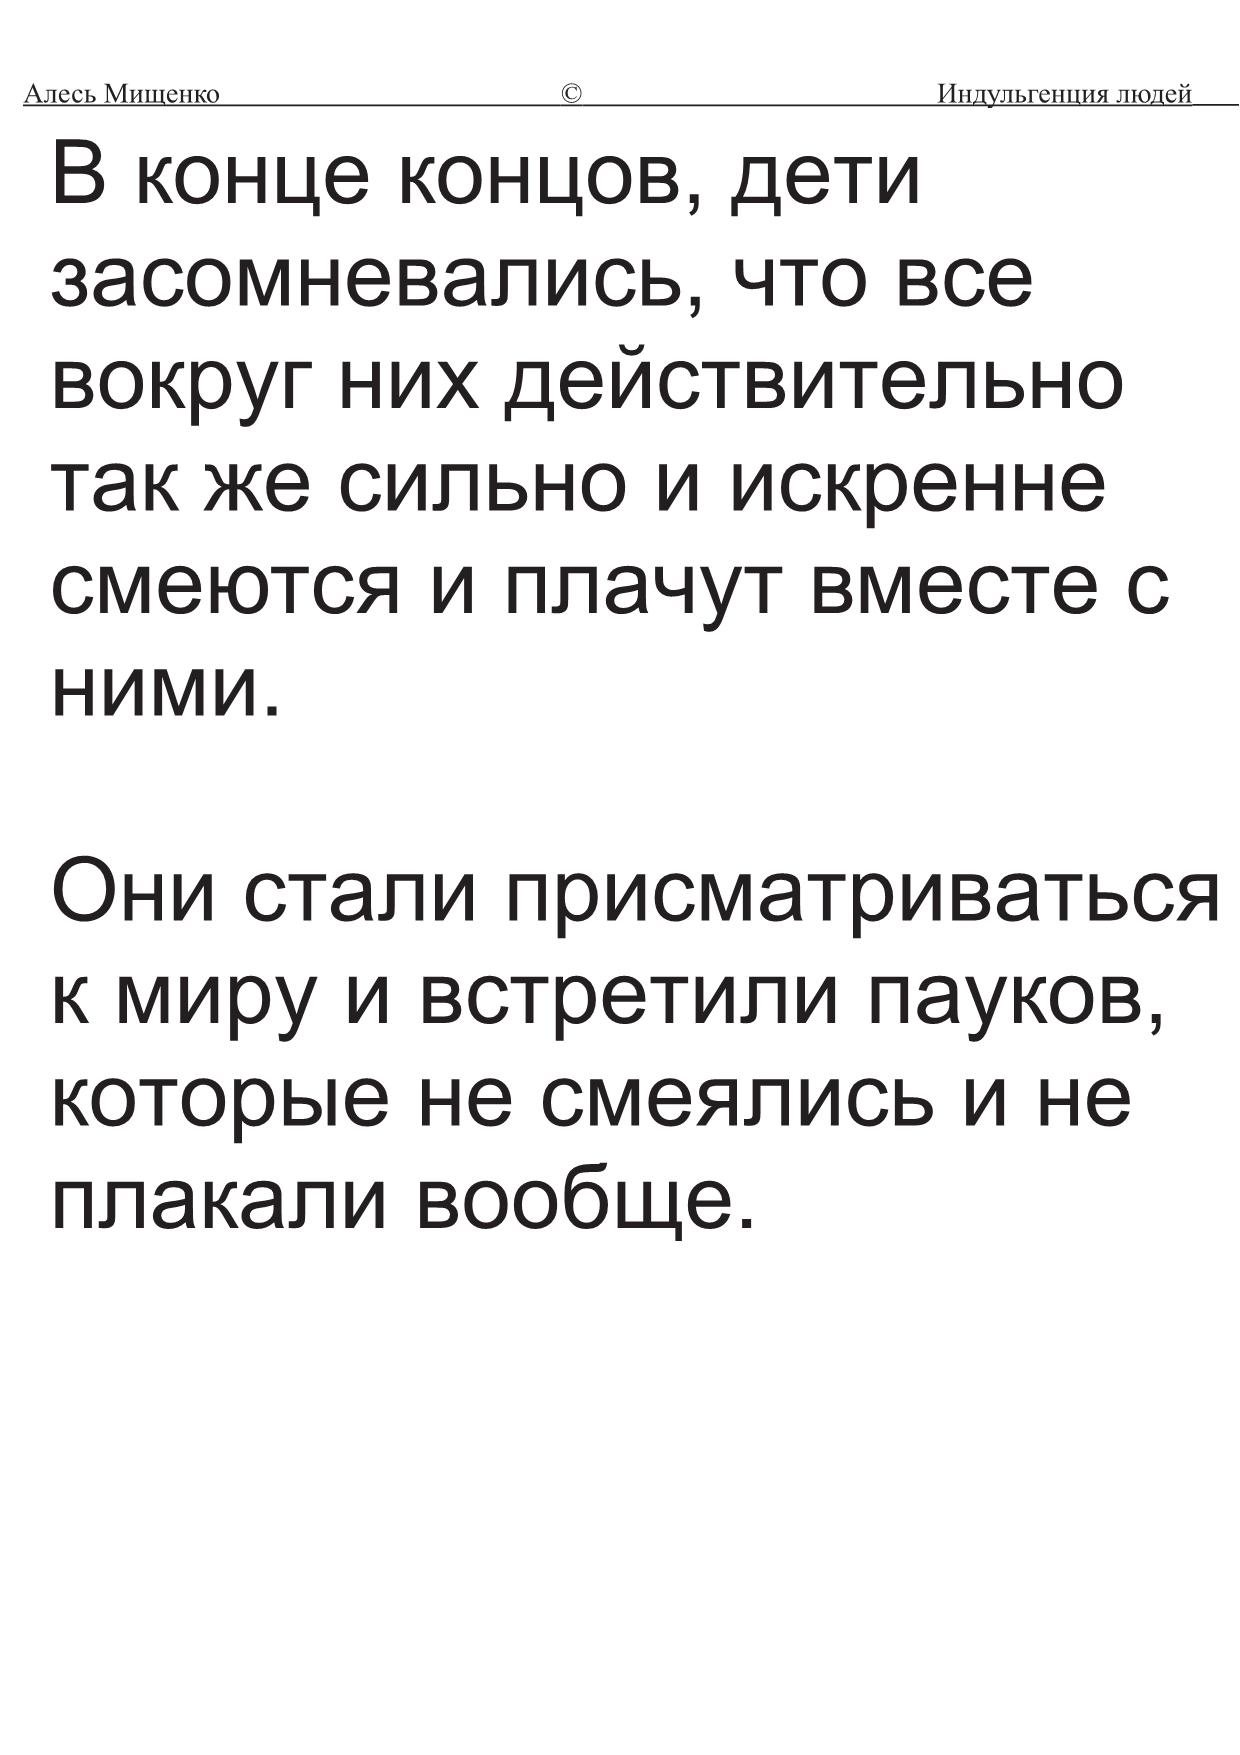 Алесь Мищенко © Индульгенция людей
В конце концов, дети
засомневались, что все
вокруг них действительно
так же сильно и искренне
смеются и плачут вместе с
ними.
Они стали присматриваться
к миру и встретили пауков,
которые не смеялись и не
плакали вообще.